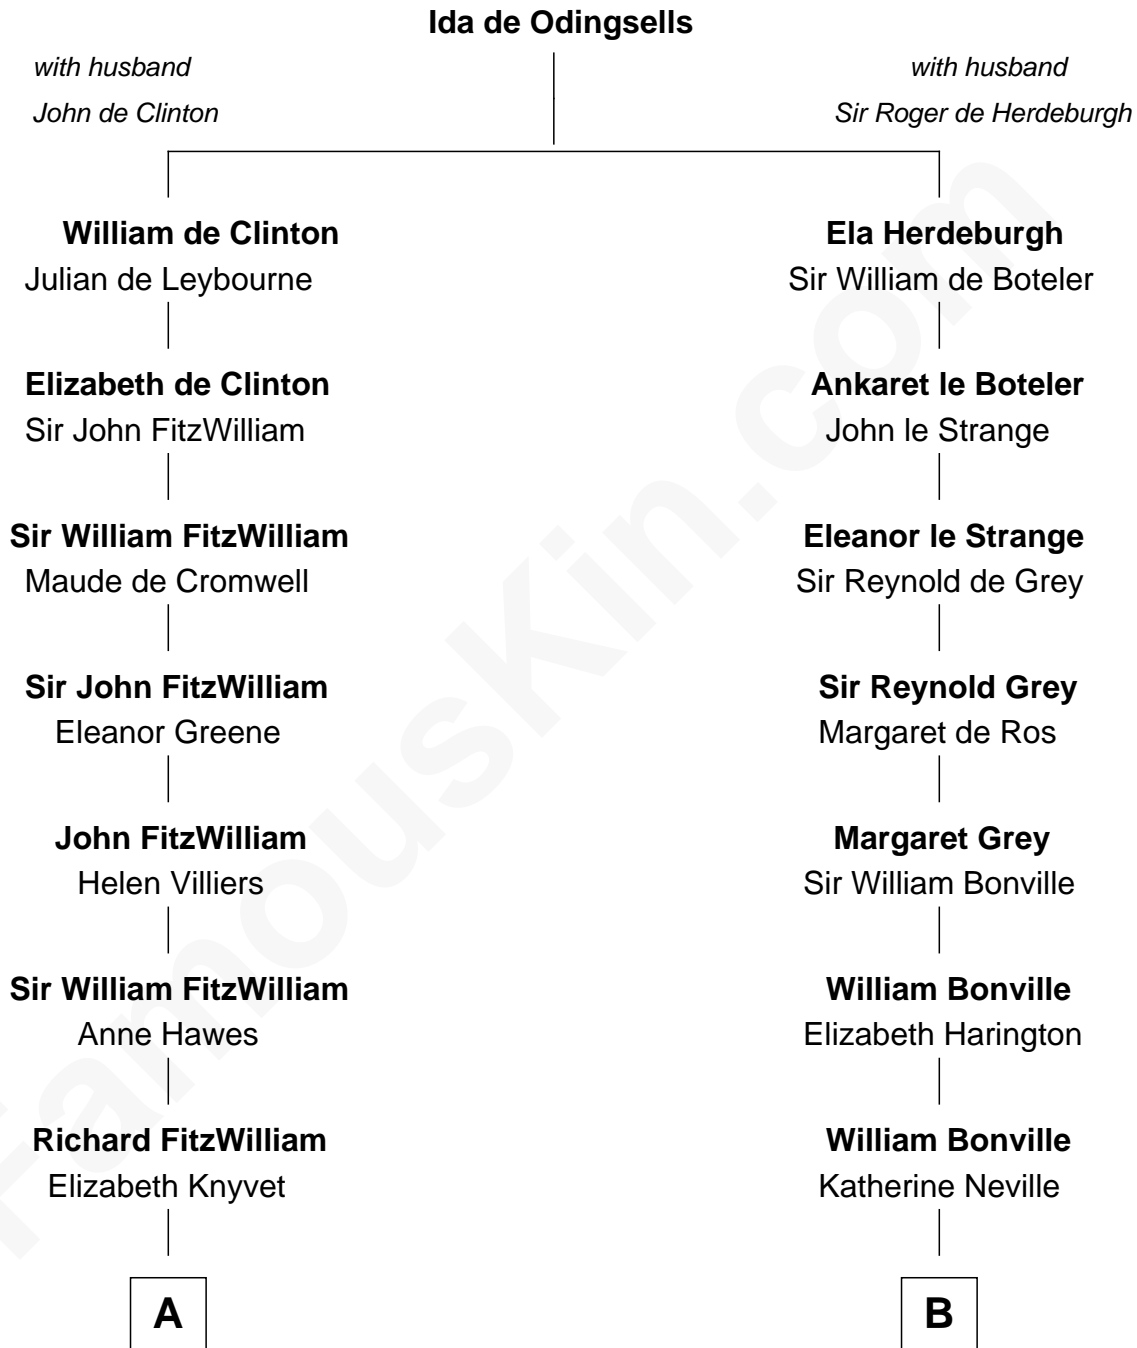 Ida de Odingsells
with husband
John de Clinton
with husband
Sir Roger de Herdeburgh
William de Clinton
Julian de Leybourne
Ela Herdeburgh
Sir William de Boteler
Elizabeth de Clinton
Sir John FitzWilliam
Ankaret le Boteler
John le Strange
Sir William FitzWilliam
Maude de Cromwell
Eleanor le Strange
Sir Reynold de Grey
Sir John FitzWilliam
Eleanor Greene
Sir Reynold Grey
Margaret de Ros
John FitzWilliam
Helen Villiers
Margaret Grey
Sir William Bonville
Sir William FitzWilliam
Anne Hawes
William Bonville
Elizabeth Harington
Richard FitzWilliam
Elizabeth Knyvet
William Bonville
Katherine Neville
A
B
FamousKin.com